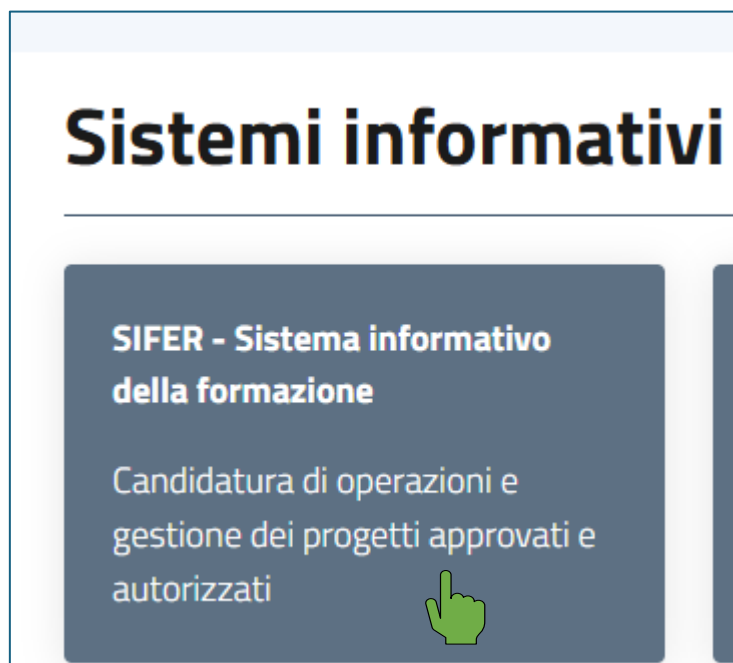 Sistemi informativi
SIFER - Sistema informativo
della formazione
Candidatura di operazioni e
gestione dei progetti approvati e
autorizzati